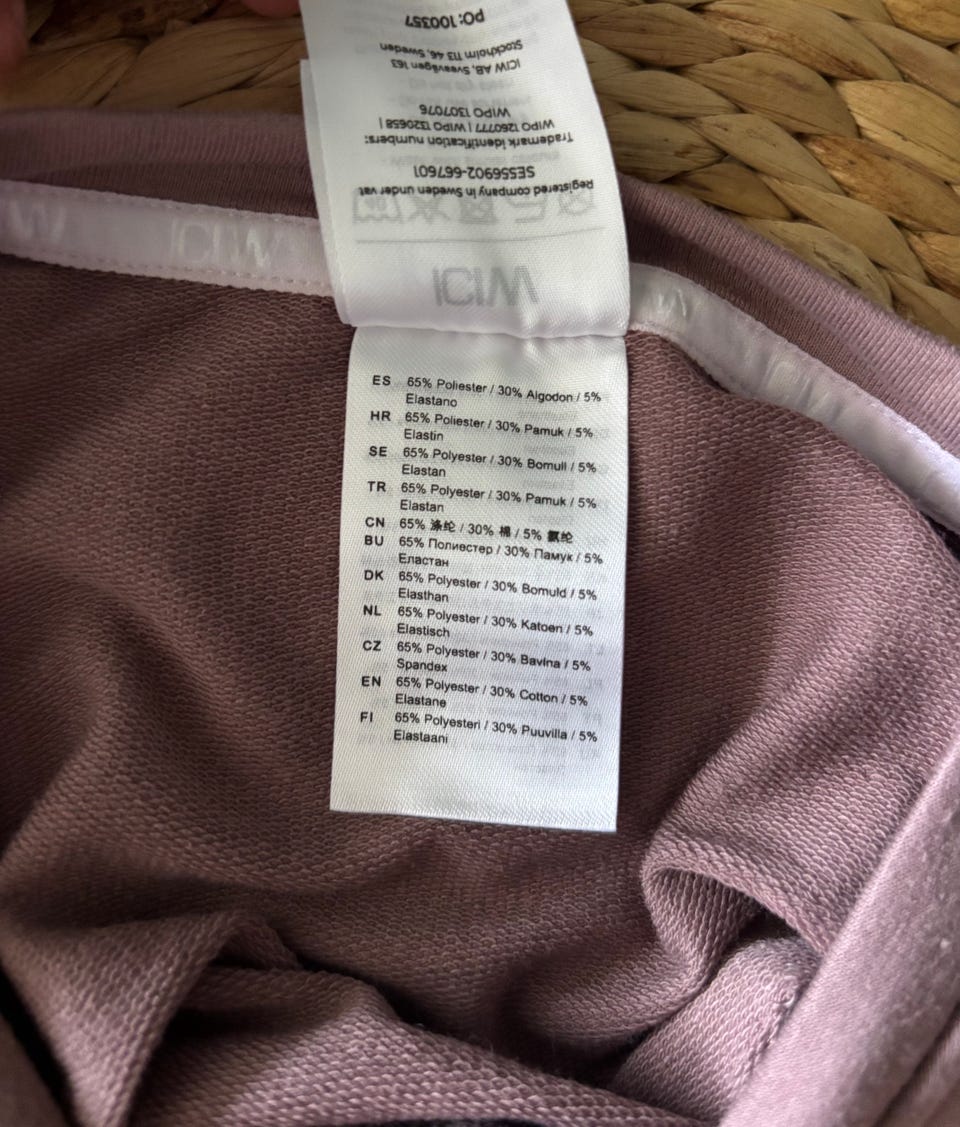 PO: 100357
Stockholm 113 46, Sweden
ICIW AB, Sveavägen 163
WIPO 1307076
WIPO 1260777 | WIPO 1320658 |
Trademark identification numbers:
SE556902-667601
Registered company in Sweden under vat
ICIW
ICIW
ES 65% Poliester / 30% Algodon / 5%
Elastano
HR 65% Poliester / 30% Pamuk / 5%
Elastin
SE 65% Polyester / 30% Bomull / 5%
Elastan
TR 65% Polyester / 30% Pamuk / 5%
Elastan
CN 65% 涤纶 / 30% 棉 / 5% 氨纶
BU 65% Полиестер / 30% Памук / 5%
Еластан
DK 65% Polyester / 30% Bomuld / 5%
Elasthan
NL 65% Polyester / 30% Katoen / 5%
Elastisch
CZ 65% Polyester / 30% Bavlna / 5%
Spandex
EN 65% Polyester / 30% Cotton / 5%
Elastane
FI 65% Polyesteri / 30% Puuvilla / 5%
Elastaani